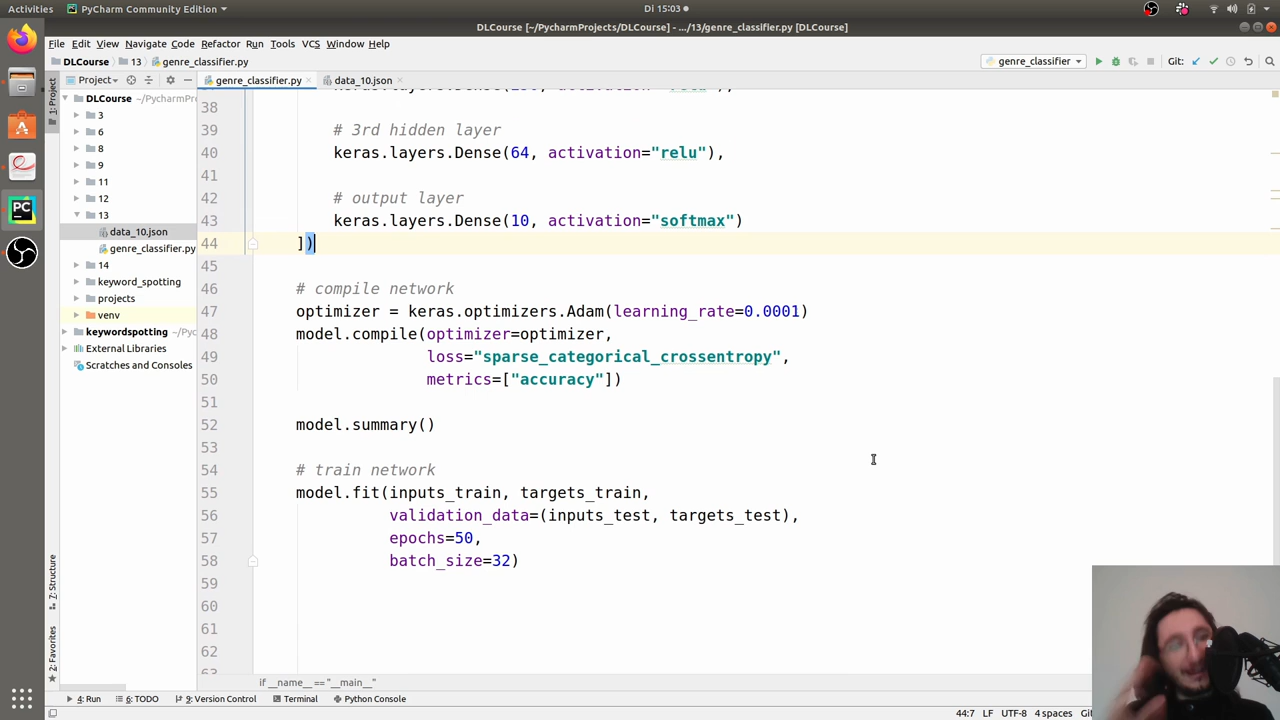 Activities
PyCharm Community Edition
Di 15:03
DLCourse [~/PycharmProjects/DLCourse] - .../13/genre_classifier.py [DLCourse]
File Edit View Navigate Code Refactor Run Tools VCS Window Help
DLCourse 13 genre_classifier.py
genre_classifier
Git:
Project
genre_classifier.py
data_10.json
1: Project
DLCourse ~/PycharmPr
3
6
8
9
11
12
13
data_10.json
genre_classifier.py
14
keyword_spotting
projects
venv
keywordspotting ~/Pyc
External Libraries
Scratches and Consoles
38
39 # 3rd hidden layer
40 keras.layers.Dense(64, activation="relu"),
41
42 # output layer
43 keras.layers.Dense(10, activation="softmax")
44 ])
45
46 # compile network
47 optimizer = keras.optimizers.Adam(learning_rate=0.0001)
48 model.compile(optimizer=optimizer,
49 loss="sparse_categorical_crossentropy",
50 metrics=["accuracy"])
51
52 model.summary()
53
54 # train network
55 model.fit(inputs_train, targets_train,
56 validation_data=(inputs_test, targets_test),
57 epochs=50,
58 batch_size=32)
59
60
61
62
7: Structure
2: Favorites
if __name__ == "__main__"
4: Run 6: TODO 9: Version Control Terminal Python Console
44:7 LF UTF-8 4 spaces